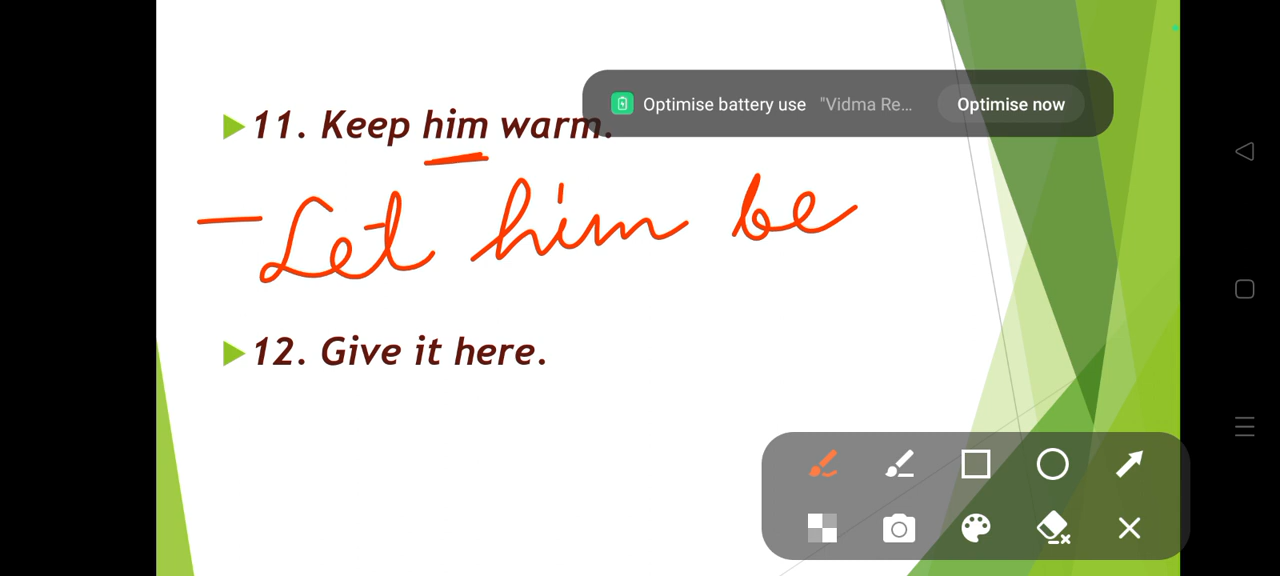 Optimise battery use "Vidma Re... Optimise now
11. Keep him warm.
— Let him be
12. Give it here.